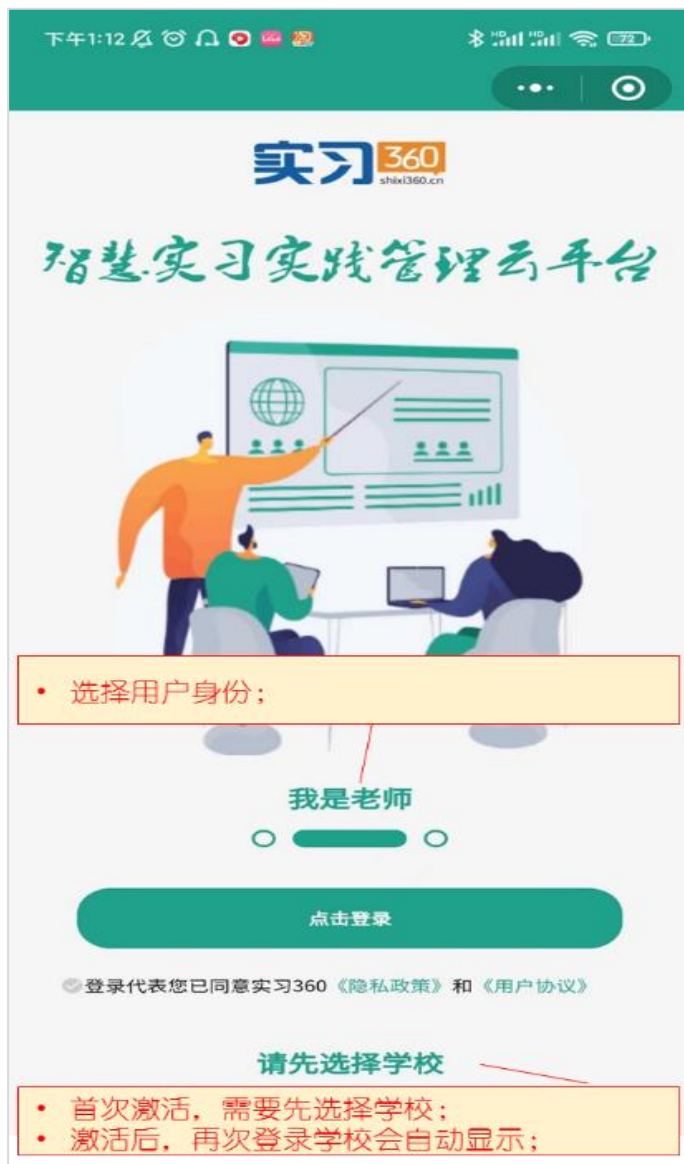 下午1:12
72
实习360
shixi360.cn
智慧实习实践管理云平台
• 选择用户身份；
我是老师
点击登录
登录代表您已同意实习360《隐私政策》和《用户协议》
请先选择学校
• 首次激活，需要先选择学校；
• 激活后，再次登录学校会自动显示；